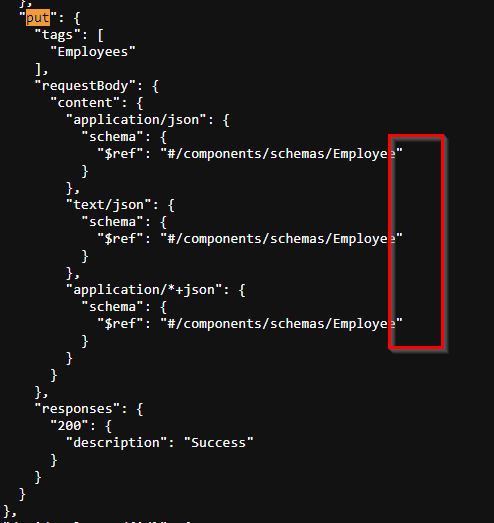 },
"put": {
"tags": [
"Employees"
],
"requestBody": {
"content": {
"application/json": {
"schema": {
"$ref": "#/components/schemas/Employee"
}
},
"text/json": {
"schema": {
"$ref": "#/components/schemas/Employee"
}
},
"application/*+json": {
"schema": {
"$ref": "#/components/schemas/Employee"
}
}
}
},
"responses": {
"200": {
"description": "Success"
}
}
}
},